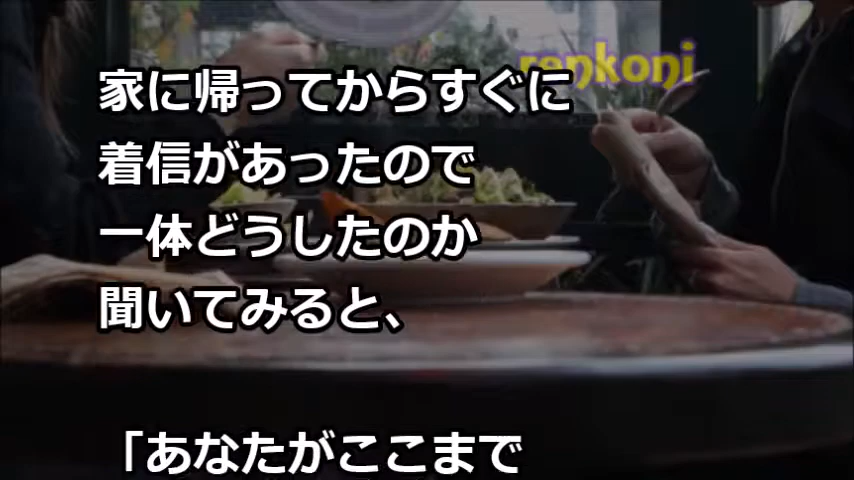 renkoni
家に帰ってからすぐに
着信があったので
一体どうしたのか
聞いてみると、
「あなたがここまで